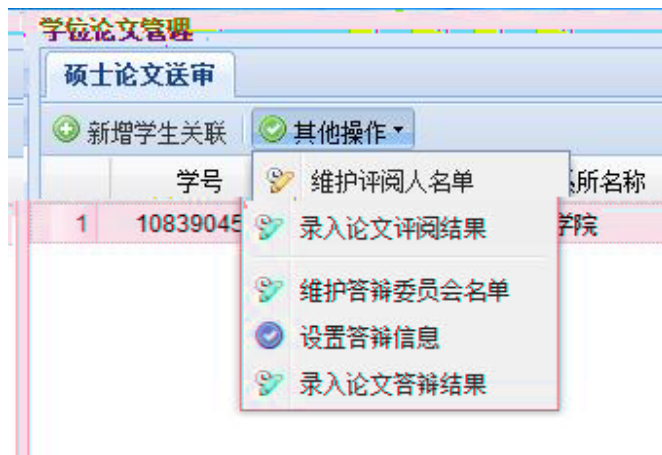 学位论文管理
硕士论文送审
新增学生关联 其他操作
学号 维护评阅人名单 所名称
1 10839045 录入论文评阅结果 学院
维护答辩委员会名单
设置答辩信息
录入论文答辩结果